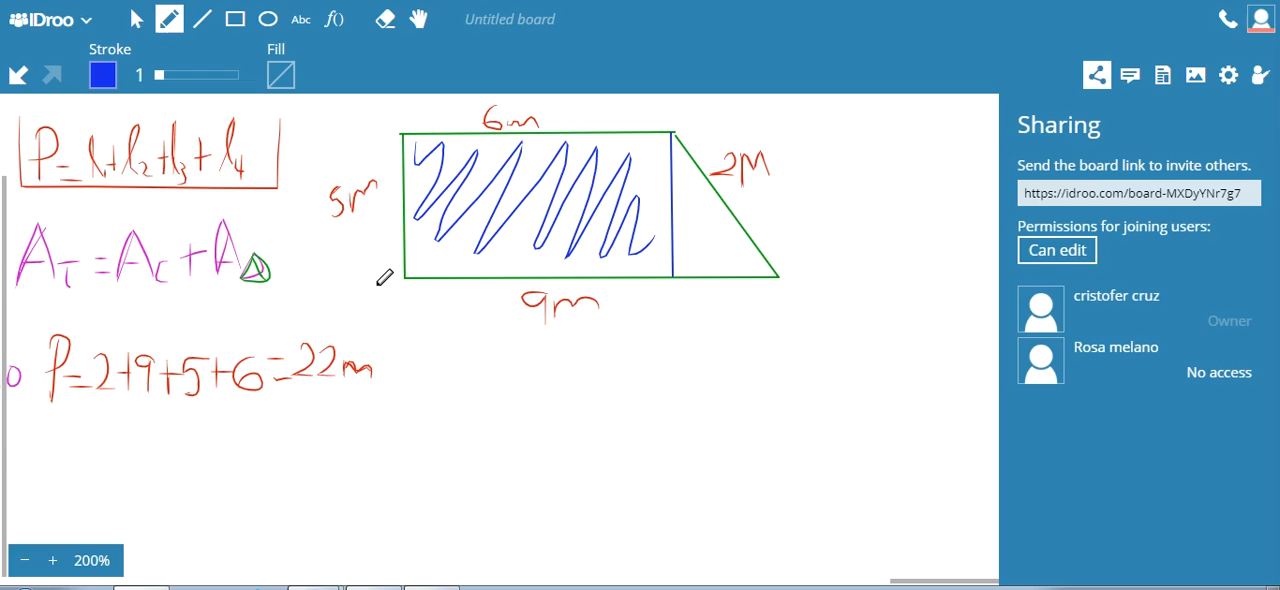 IDroo
Abc
f()
Untitled board
Stroke
Fill
1
P = l1+l2+l3+l4
AT = AC + A
P = 2+9+5+6 = 22m
6m
5m
2M
9m
200%
Sharing
Send the board link to invite others.
https://idroo.com/board-MXDyYNr7g7
Permissions for joining users:
Can edit
cristofer cruz
Owner
Rosa melano
No access